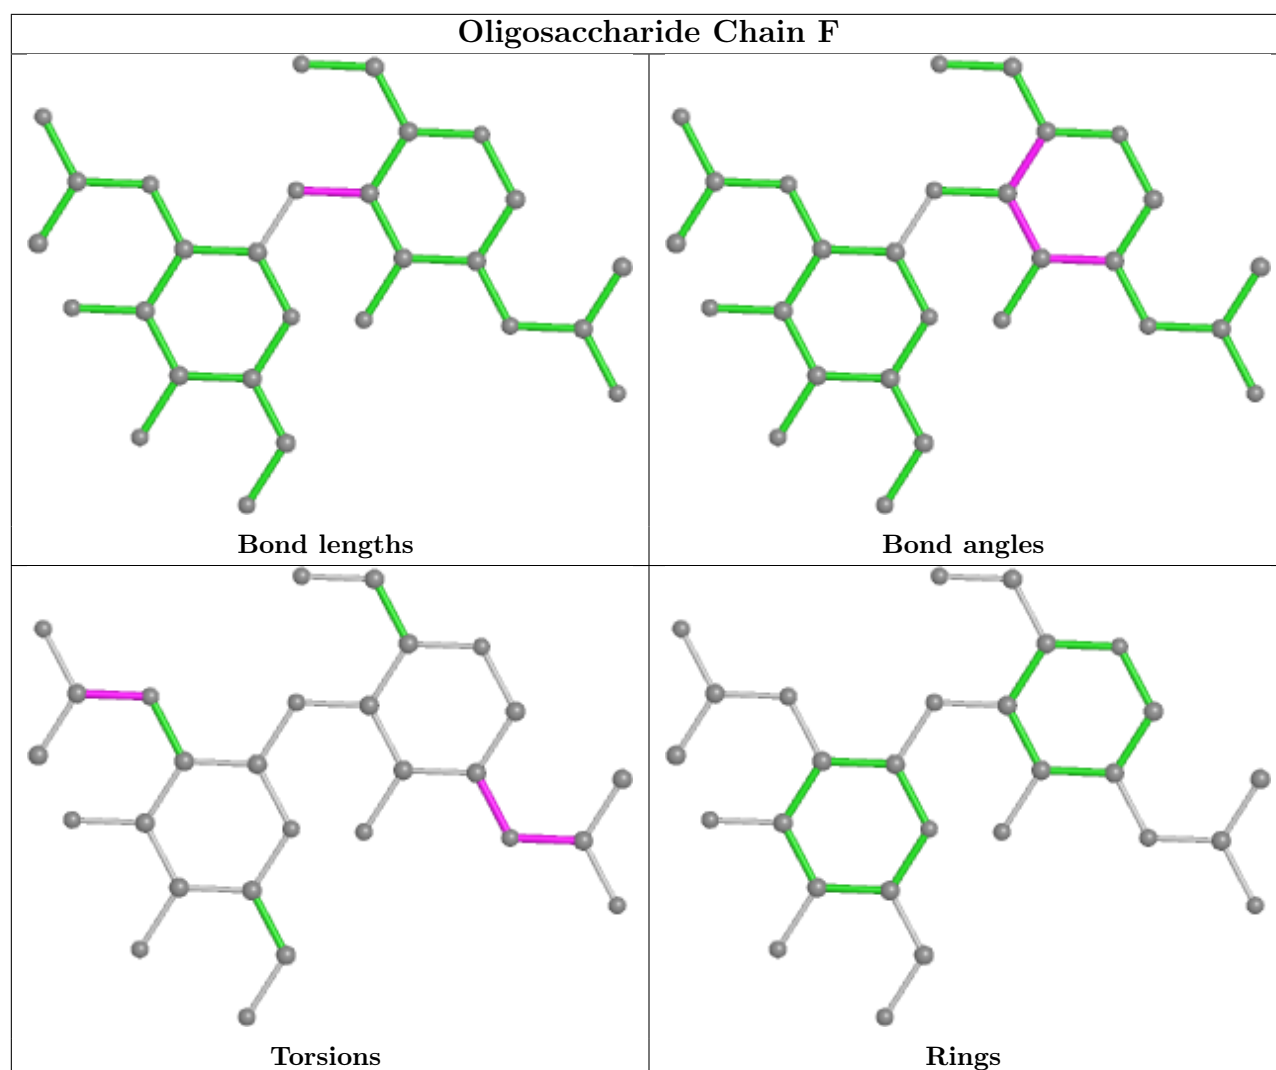 Oligosaccharide Chain F
Bond lengths
Bond angles
Torsions
Rings